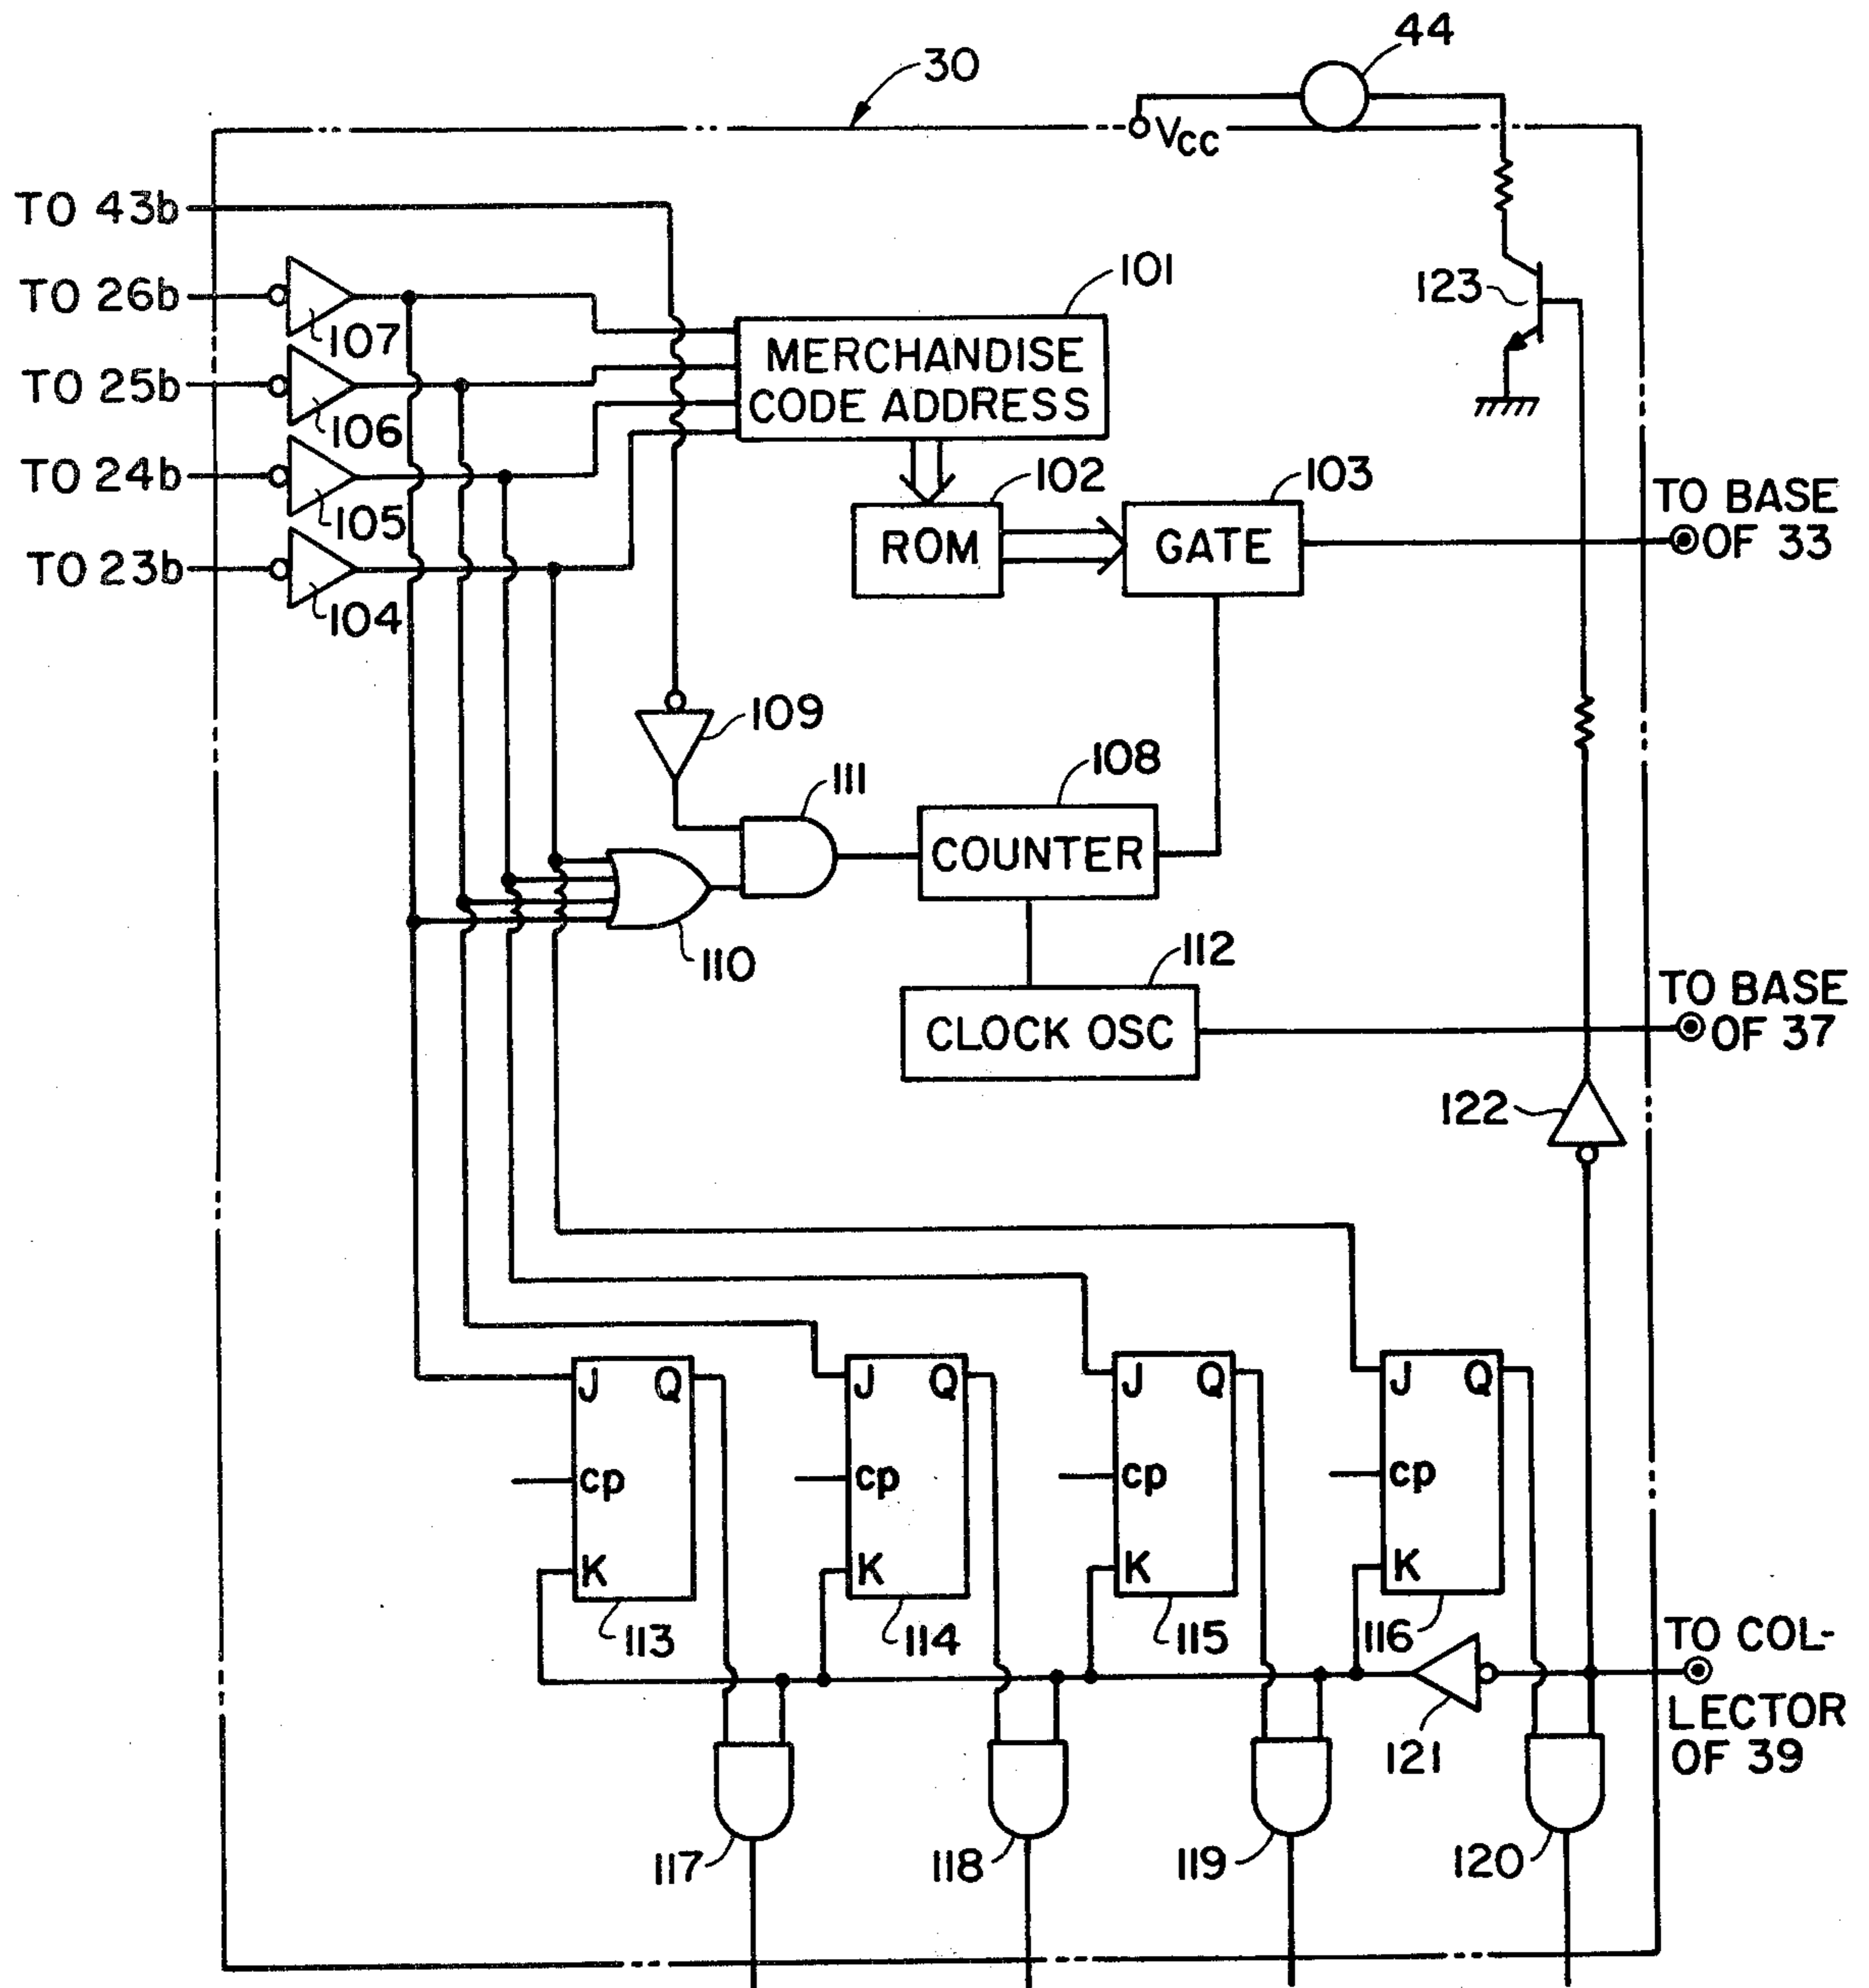 44
30
Vcc
TO 43b
TO 26b
107
TO 25b
106
TO 24b
105
TO 23b
104
101
MERCHANDISE
CODE ADDRESS
123
102
ROM
103
GATE
TO BASE
OF 33
109
111
108
COUNTER
110
112
CLOCK OSC
TO BASE
OF 37
122
J Q
cp
K
113
J Q
cp
K
114
J Q
cp
K
115
J Q
cp
K
116
121
TO COL-
LECTOR
OF 39
117
118
119
120